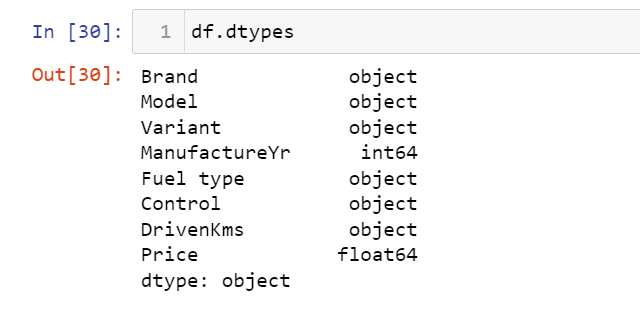 In [30]: 1 df.dtypes
Out[30]: Brand object
Model object
Variant object
ManufactureYr int64
Fuel type object
Control object
DrivenKms object
Price float64
dtype: object